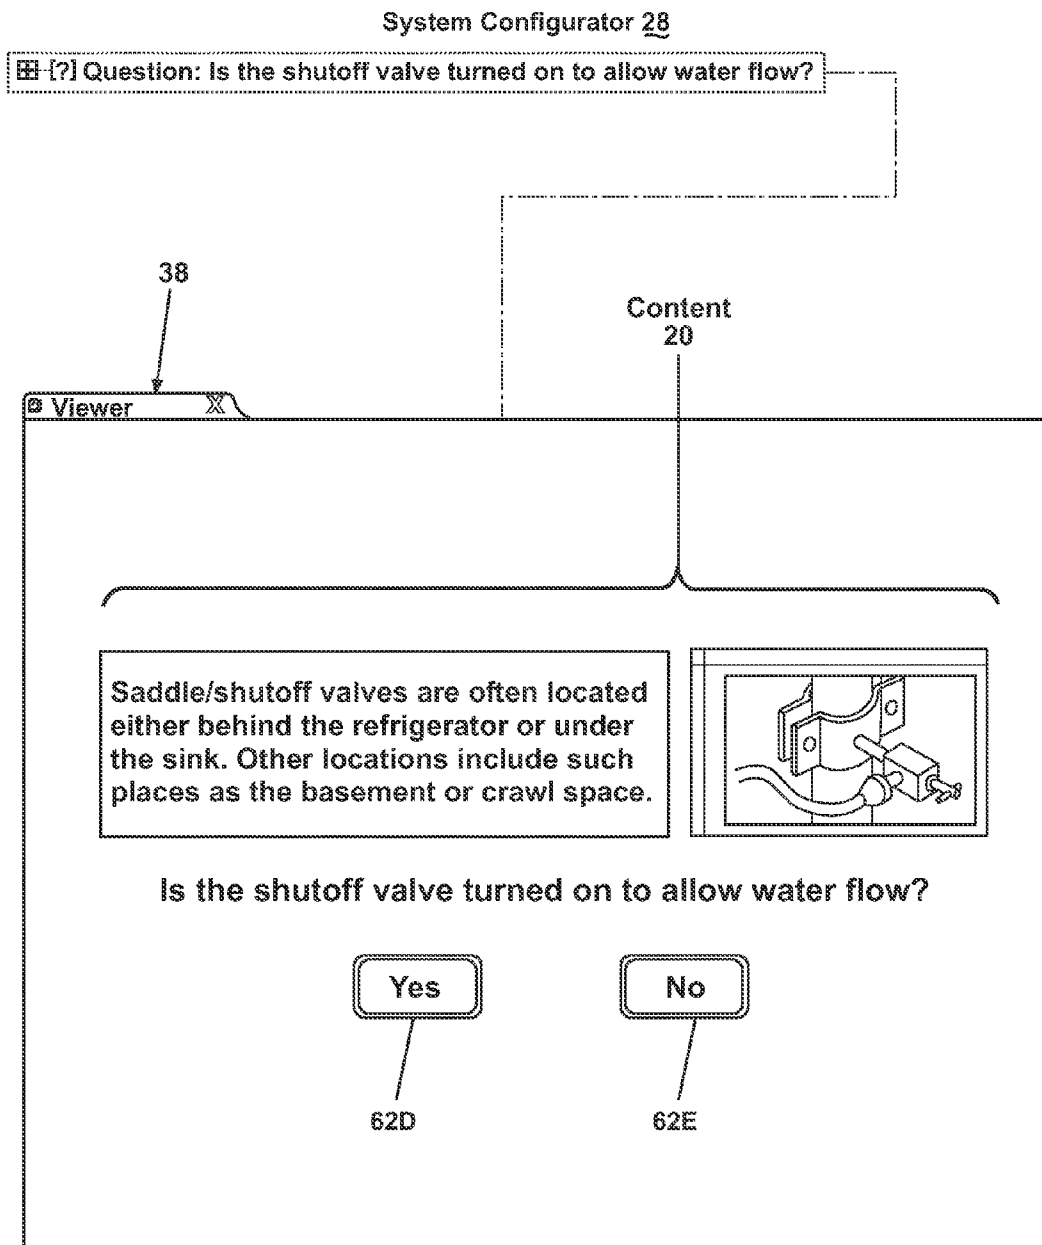 System Configurator 28
[?] Question: Is the shutoff valve turned on to allow water flow?
38
Content
20
Viewer X
Saddle/shutoff valves are often located
either behind the refrigerator or under
the sink. Other locations include such
places as the basement or crawl space.
Is the shutoff valve turned on to allow water flow?
Yes No
62D 62E